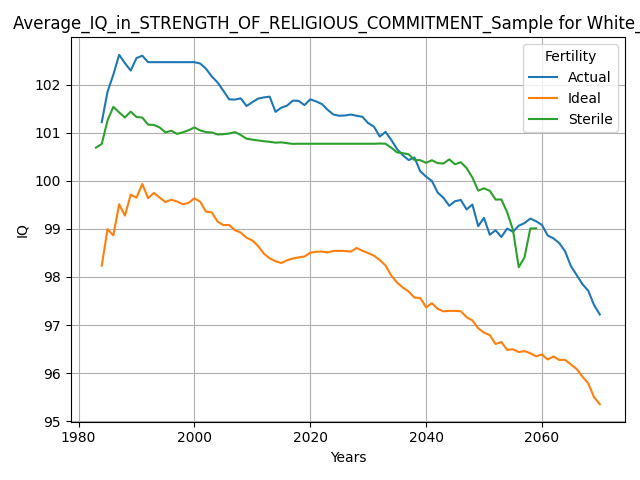 Average_IQ_in_STRENGTH_OF_RELIGIOUS_COMMITMENT_Sample for White_
Fertility
Actual
Ideal
Sterile
102
101
100
99
98
97
96
95
IQ
1980
2000
2020
2040
2060
Years